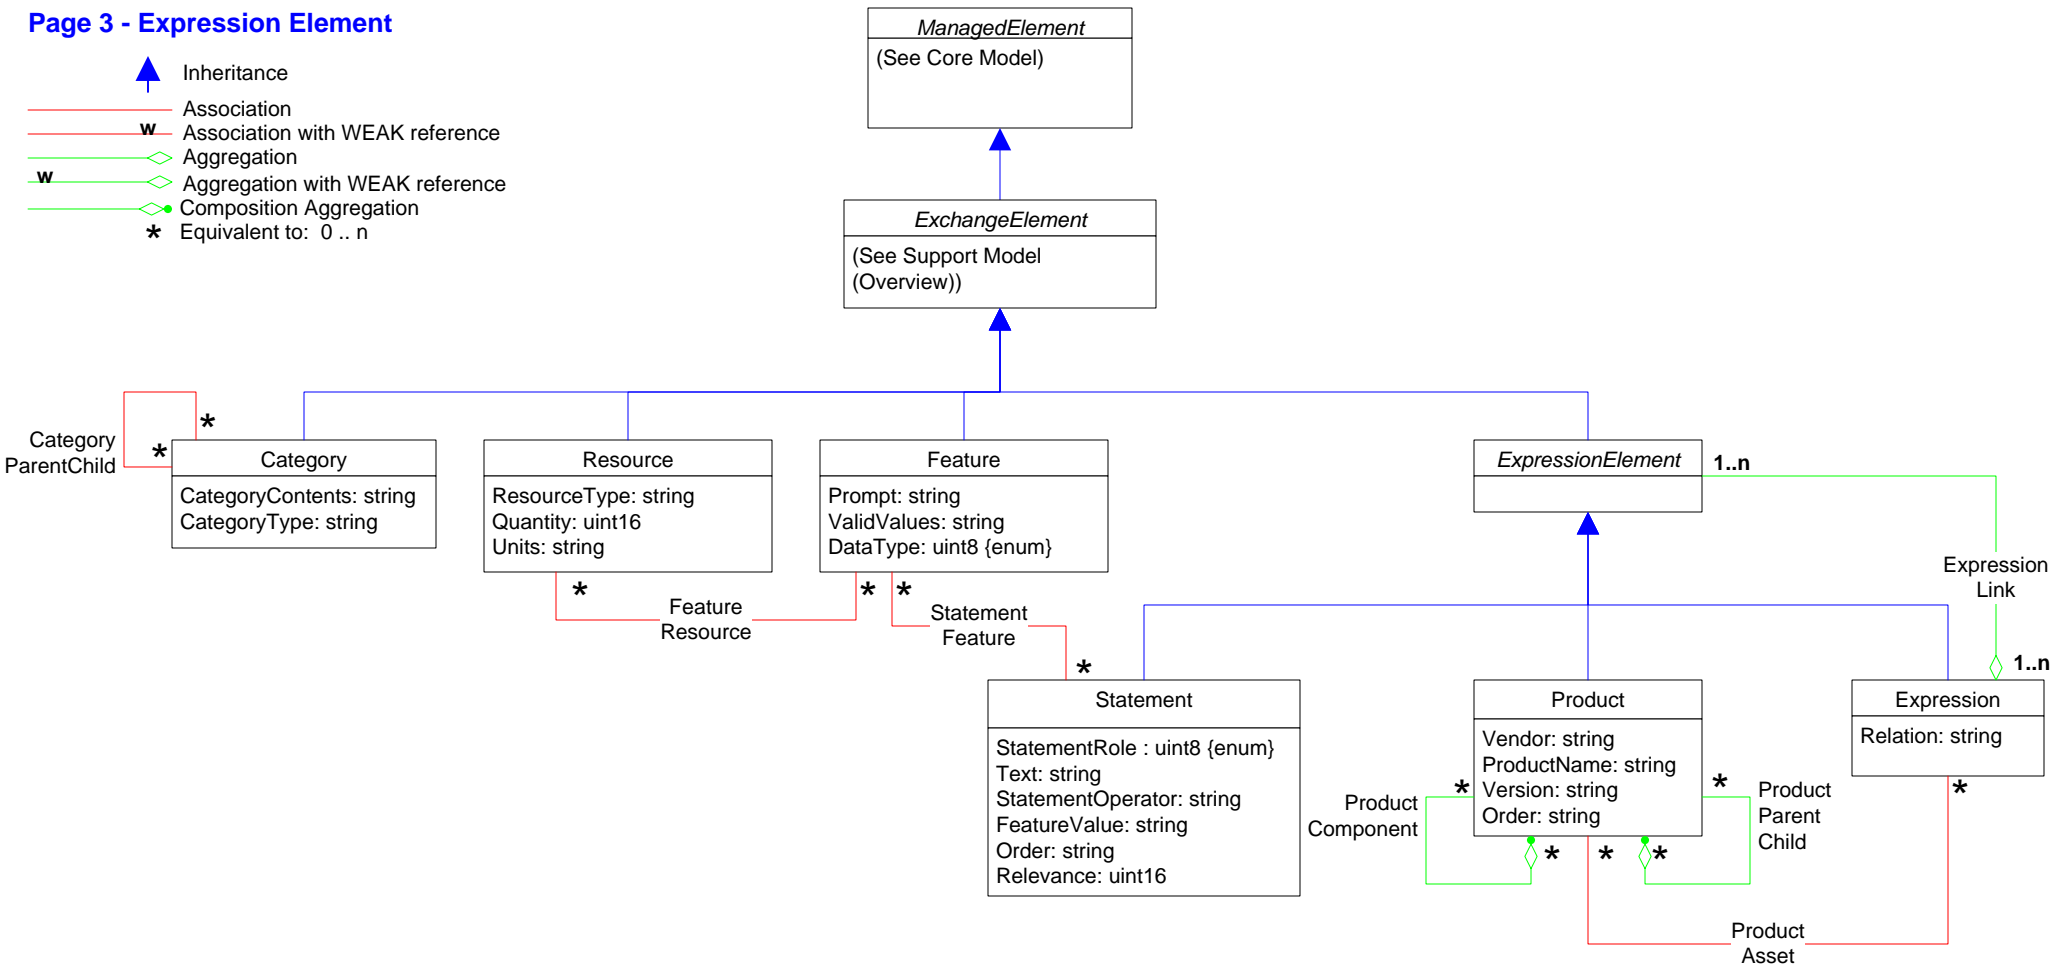 Page 3 - Expression Element
Inheritance
Association
w
Association with WEAK reference
Aggregation
w
Aggregation with WEAK reference
Composition Aggregation
* Equivalent to: 0 .. n
ManagedElement
(See Core Model)
ExchangeElement
(See Support Model
(Overview))
Category
ParentChild
*
*
Category
CategoryContents: string
CategoryType: string
Resource
ResourceType: string
Quantity: uint16
Units: string
Feature
Prompt: string
ValidValues: string
DataType: uint8 {enum}
ExpressionElement
1..n
*
Feature
Resource
*
*
Statement
Feature
*
Expression
Link
1..n
Statement
StatementRole : uint8 {enum}
Text: string
StatementOperator: string
FeatureValue: string
Order: string
Relevance: uint16
Product
Vendor: string
ProductName: string
Version: string
Order: string
Expression
Relation: string
*
Product
Component
*
*
Product
Parent
Child
*
*
*
*
Product
Asset